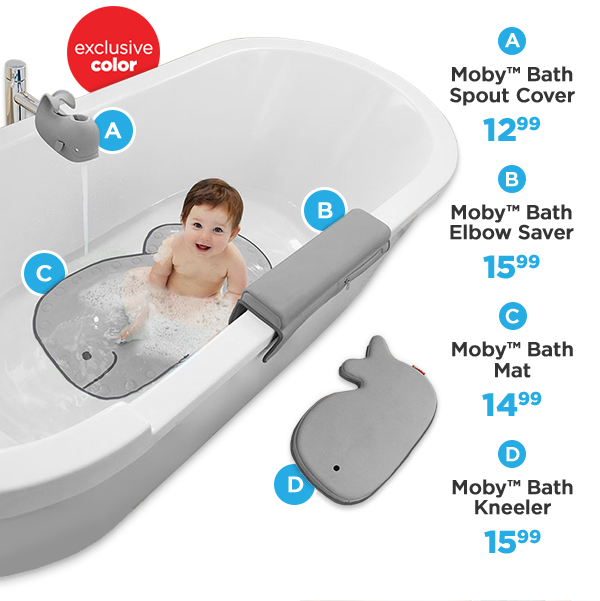 exclusive
color
A
B
C
D
A
Moby™ Bath
Spout Cover
12⁹⁹
B
Moby™ Bath
Elbow Saver
15⁹⁹
C
Moby™ Bath
Mat
14⁹⁹
D
Moby™ Bath
Kneeler
15⁹⁹